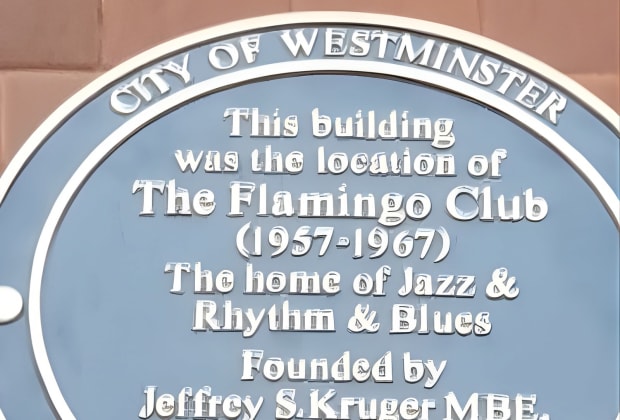 CITY OF WESTMINSTER
This building
was the location of
The Flamingo Club
(1957-1967)
The home of Jazz &
Rhythm & Blues
Founded by
Jeffrey S. Kruger MBE.